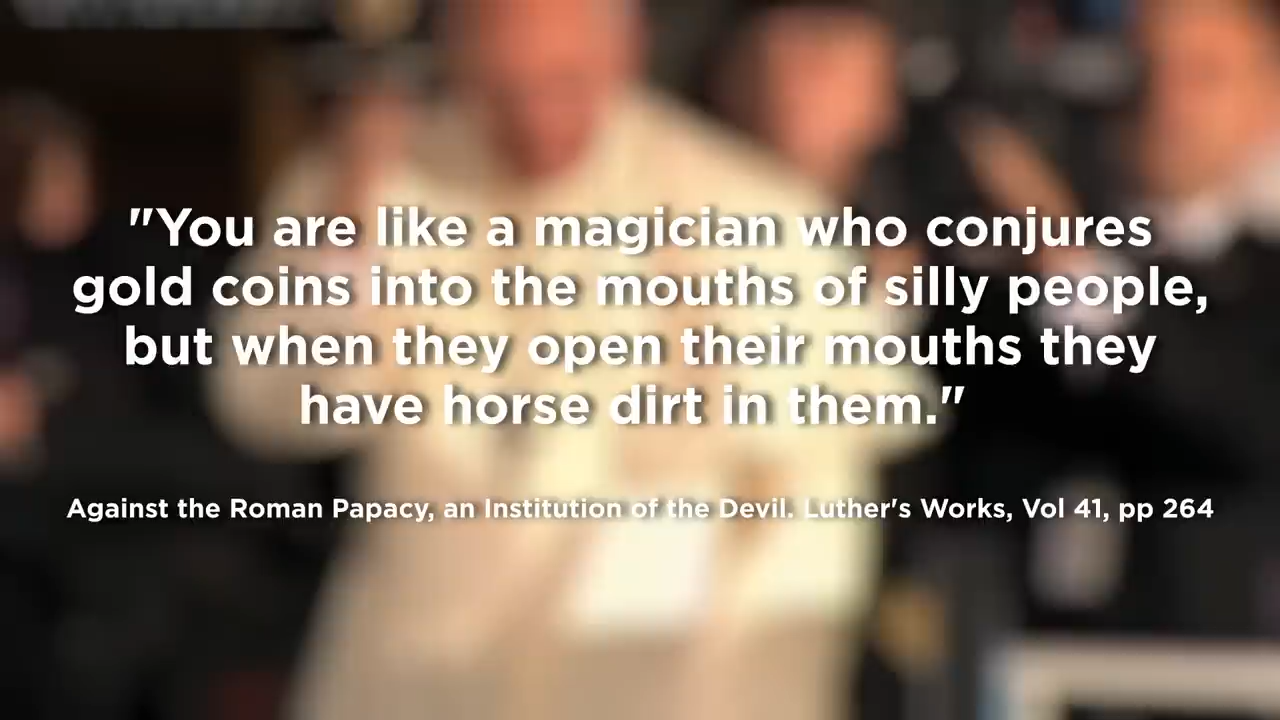 "You are like a magician who conjures
gold coins into the mouths of silly people,
but when they open their mouths they
have horse dirt in them."
Against the Roman Papacy, an Institution of the Devil. Luther's Works, Vol 41, pp 264